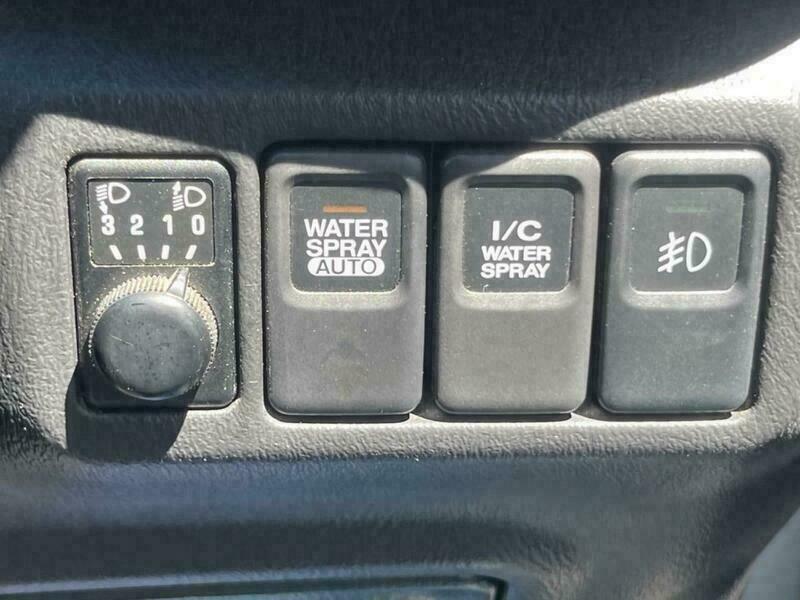 3 2 1 0
WATER
SPRAY
AUTO
I/C
WATER
SPRAY